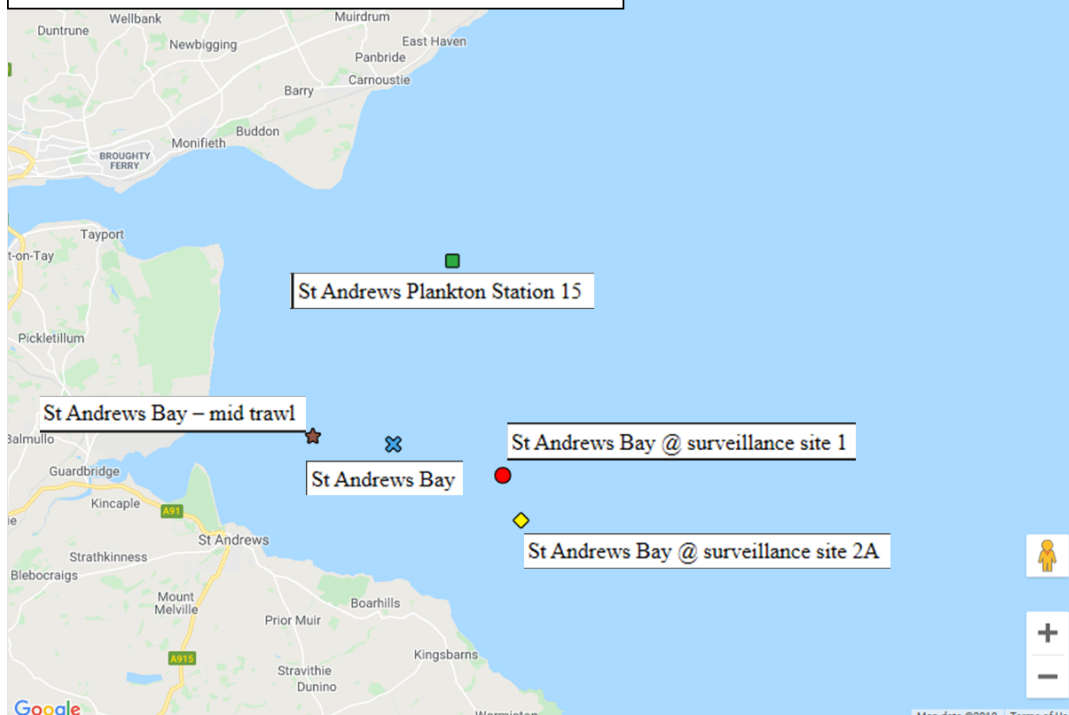 Wellbank
Muirdrum
Duntrune
Newbigging
East Haven
Panbride
Carnoustie
Barry
Buddon
Monifieth
BROUGHTY
FERRY
Tayport
t-on-Tay
St Andrews Plankton Station 15
Pickletillum
St Andrews Bay – mid trawl
St Andrews Bay @ surveillance site 1
Balmullo
Guardbridge
St Andrews Bay
Kincaple
A91
St Andrews
St Andrews Bay @ surveillance site 2A
Strathkinness
Blebocraigs
Mount
Melville
Boarhills
Prior Muir
Kingsbarns
A915
Stravithie
Dunino
Google